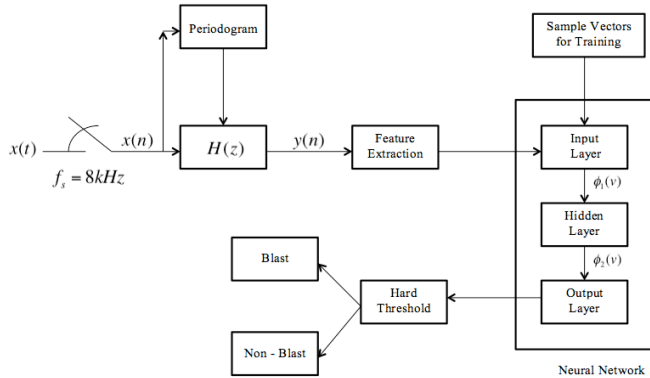 Periodogram
Sample Vectors
for Training
x(t)
x(n)
f_s = 8kHz
H(z)
y(n)
Feature
Extraction
Input
Layer
ϕ₁(v)
Hidden
Layer
ϕ₂(v)
Output
Layer
Hard
Threshold
Blast
Non - Blast
Neural Network